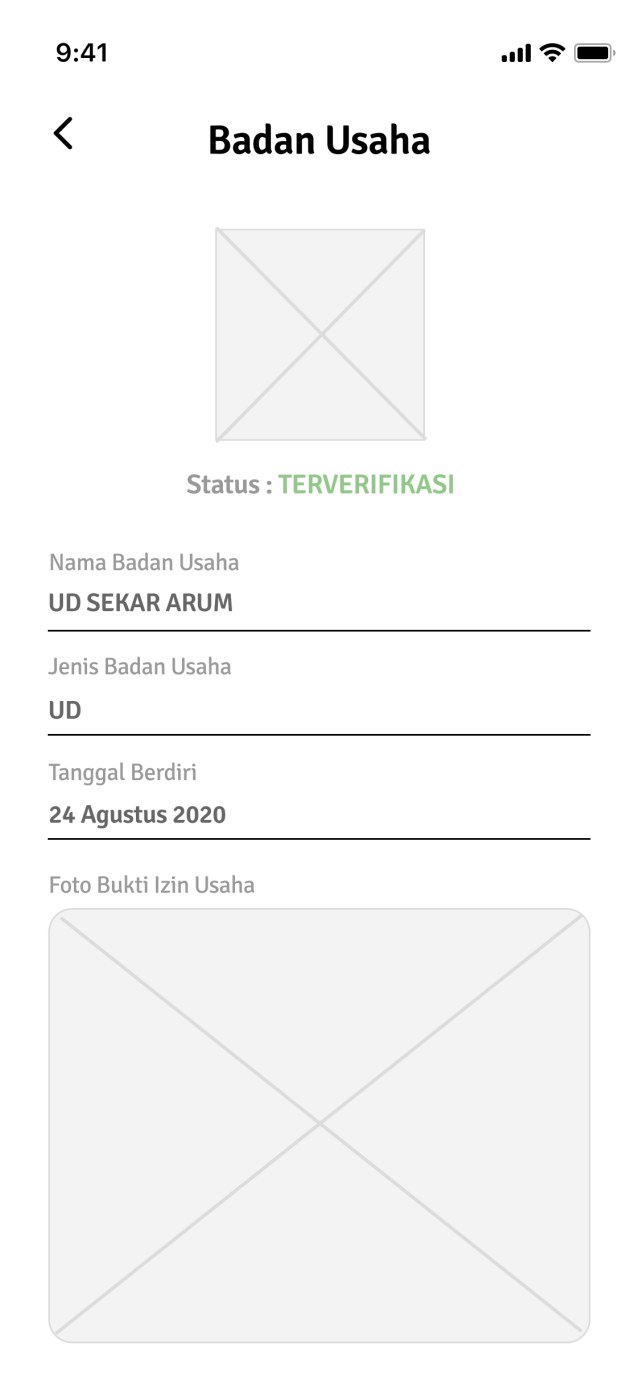 9:41
Badan Usaha
Status : TERVERIFIKASI
Nama Badan Usaha
UD SEKAR ARUM
Jenis Badan Usaha
UD
Tanggal Berdiri
24 Agustus 2020
Foto Bukti Izin Usaha